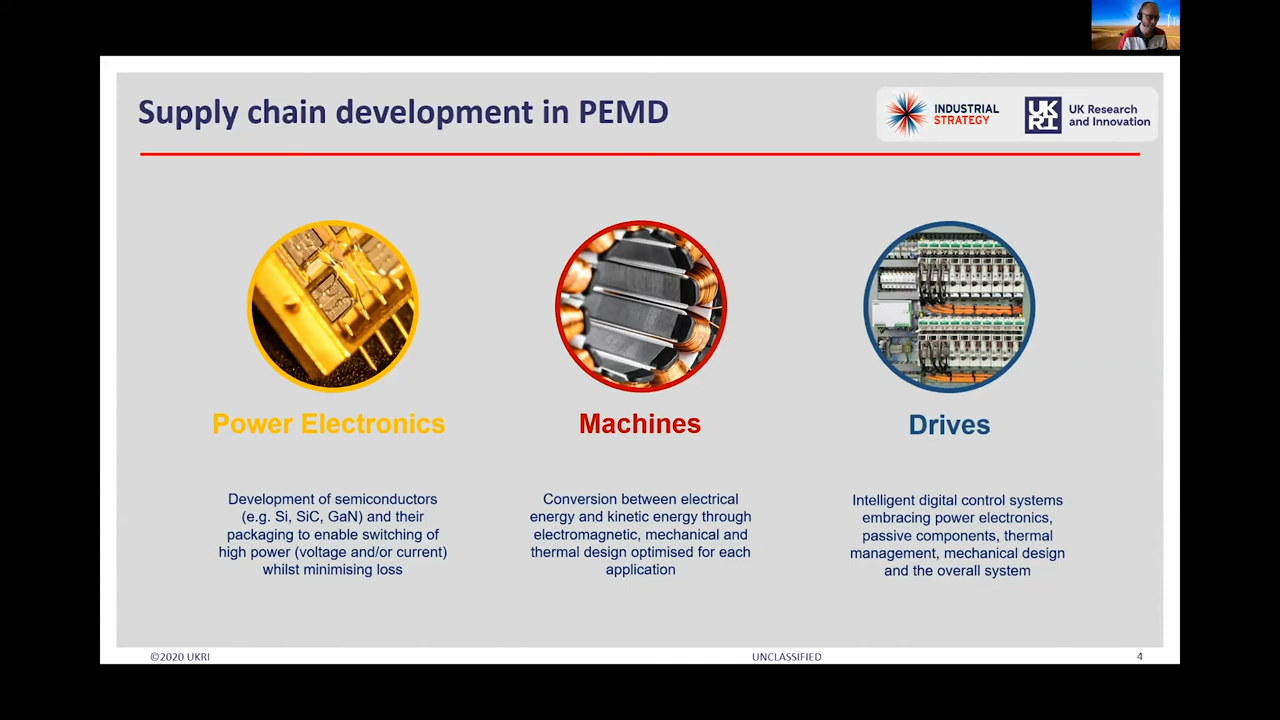 Supply chain development in PEMD
INDUSTRIAL
STRATEGY
UK
RI
UK Research
and Innovation
Power Electronics
Machines
Drives
Development of semiconductors
(e.g. Si, SiC, GaN) and their
packaging to enable switching of
high power (voltage and/or current)
whilst minimising loss
Conversion between electrical
energy and kinetic energy through
electromagnetic, mechanical and
thermal design optimised for each
application
Intelligent digital control systems
embracing power electronics,
passive components, thermal
management, mechanical design
and the overall system
©2020 UKRI
UNCLASSIFIED
4